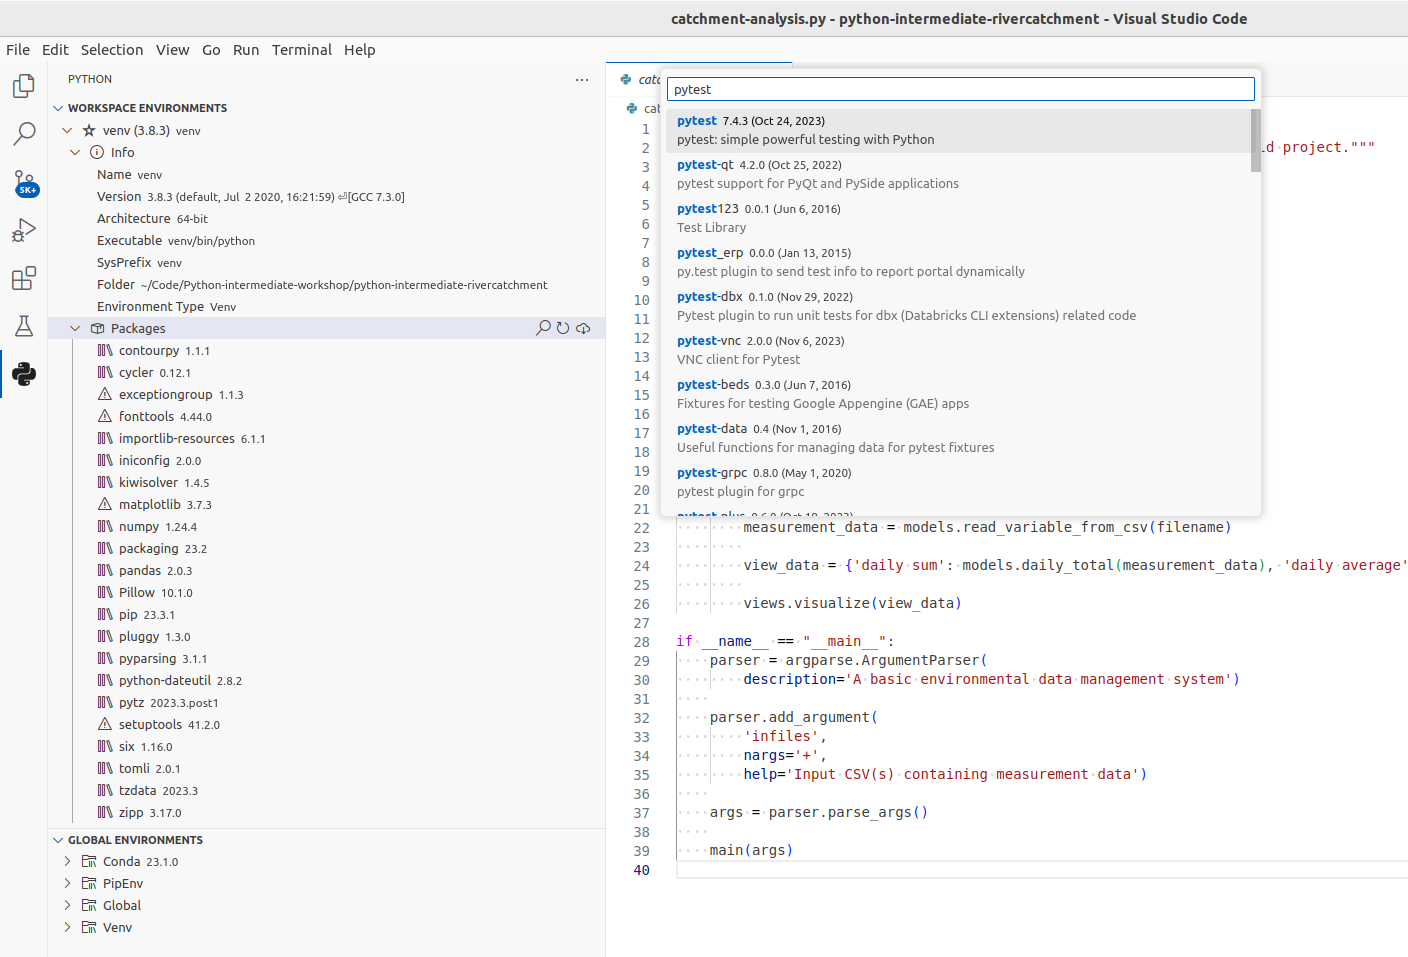 catchment-analysis.py - python-intermediate-rivercatchment - Visual Studio Code
File Edit Selection View Go Run Terminal Help
PYTHON
WORKSPACE ENVIRONMENTS
venv (3.8.3) venv
Info
Name venv
Version 3.8.3 (default, Jul 2 2020, 16:21:59) ⏎[GCC 7.3.0]
Architecture 64-bit
Executable venv/bin/python
SysPrefix venv
Folder ~/Code/Python-intermediate-workshop/python-intermediate-rivercatchment
Environment Type Venv
Packages
contourpy 1.1.1
cycler 0.12.1
exceptiongroup 1.1.3
fonttools 4.44.0
importlib-resources 6.1.1
iniconfig 2.0.0
kiwisolver 1.4.5
matplotlib 3.7.3
numpy 1.24.4
packaging 23.2
pandas 2.0.3
Pillow 10.1.0
pip 23.3.1
pluggy 1.3.0
pyparsing 3.1.1
python-dateutil 2.8.2
pytz 2023.3.post1
setuptools 41.2.0
six 1.16.0
tomli 2.0.1
tzdata 2023.3
zipp 3.17.0
GLOBAL ENVIRONMENTS
Conda 23.1.0
PipEnv
Global
Venv
5K+
pytest
pytest 7.4.3 (Oct 24, 2023)
pytest: simple powerful testing with Python
pytest-qt 4.2.0 (Oct 25, 2022)
pytest support for PyQt and PySide applications
pytest123 0.0.1 (Jun 6, 2016)
Test Library
pytest_erp 0.0.0 (Jan 13, 2015)
py.test plugin to send test info to report portal dynamically
pytest-dbx 0.1.0 (Nov 29, 2022)
Pytest plugin to run unit tests for dbx (Databricks CLI extensions) related code
pytest-vnc 2.0.0 (Nov 6, 2023)
VNC client for Pytest
pytest-beds 0.3.0 (Jun 7, 2016)
Fixtures for testing Google Appengine (GAE) apps
pytest-data 0.4 (Nov 1, 2016)
Useful functions for managing data for pytest fixtures
pytest-grpc 0.8.0 (May 1, 2020)
pytest plugin for grpc
1
2 project."""
3
4
5
6
7
8
9
10
11
12
13
14
15
16
17
18
19
20
21
22 measurement_data = models.read_variable_from_csv(filename)
23
24 view_data = {'daily sum': models.daily_total(measurement_data), 'daily average'
25
26 views.visualize(view_data)
27
28 if __name__ == "__main__":
29 parser = argparse.ArgumentParser(
30 description='A basic environmental data management system')
31
32 parser.add_argument(
33 'infiles',
34 nargs='+',
35 help='Input CSV(s) containing measurement data')
36
37 args = parser.parse_args()
38
39 main(args)
40